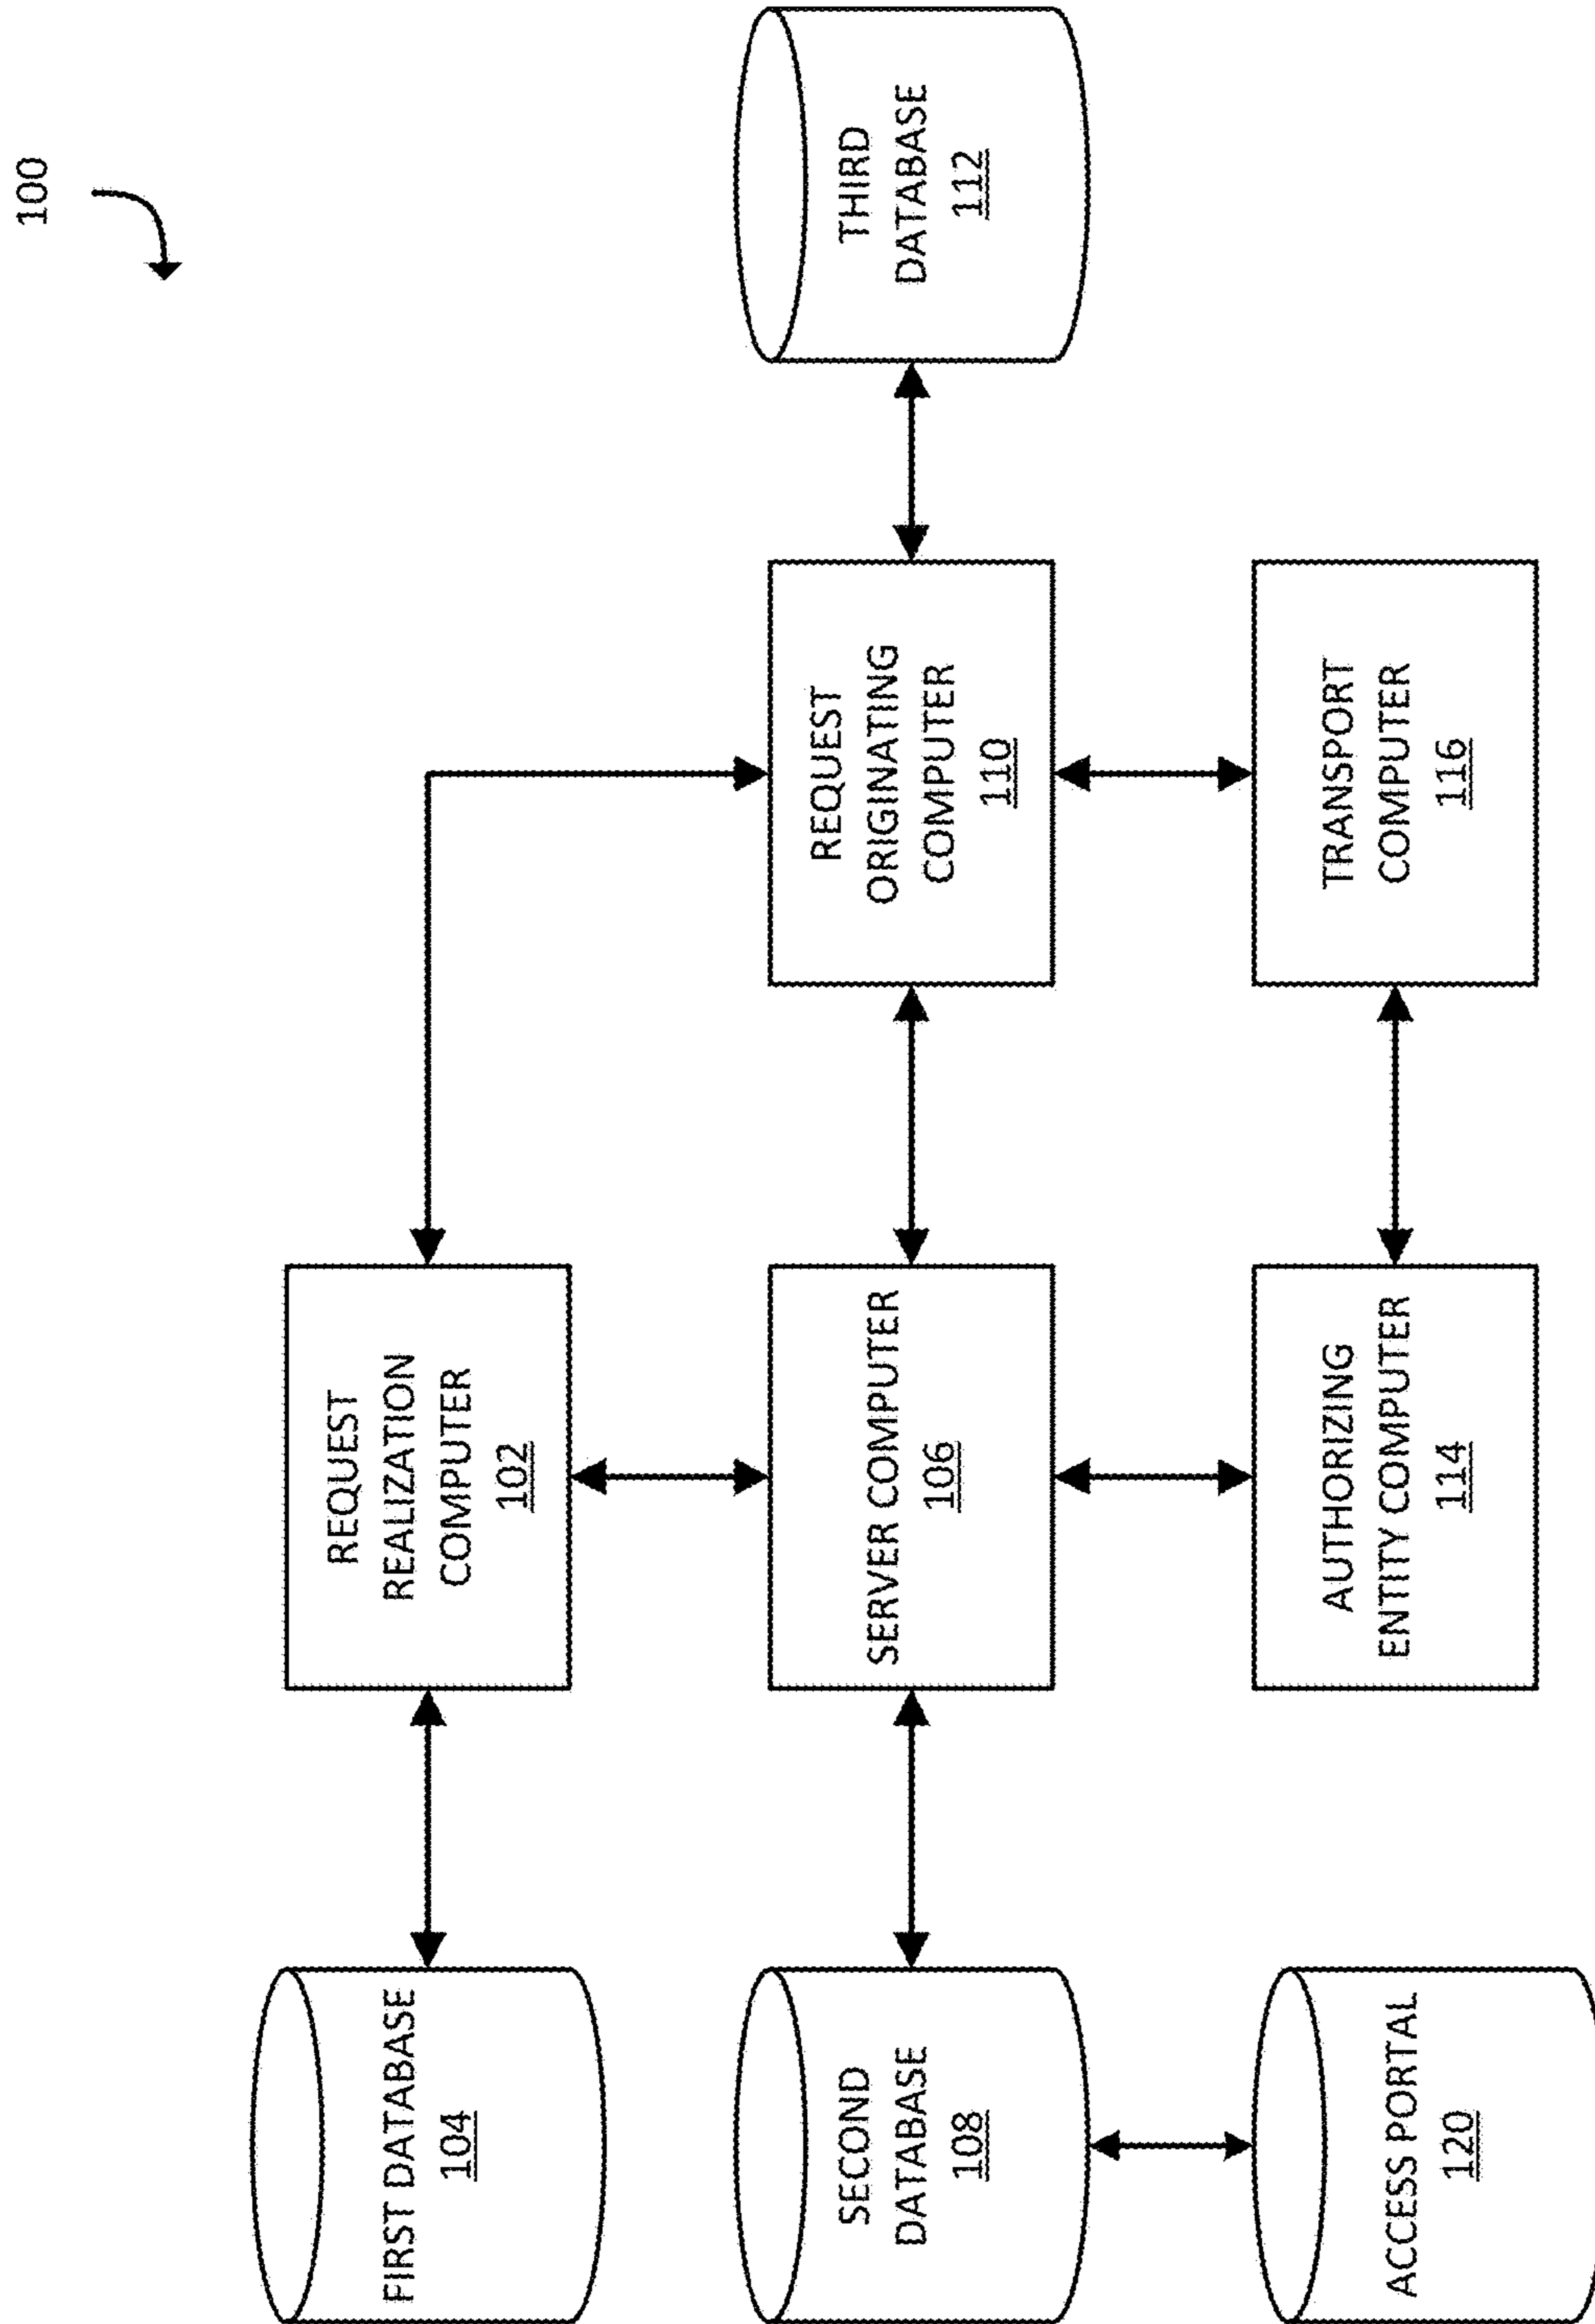 100
FIRST DATABASE
104
REQUEST
REALIZATION
COMPUTER
102
SECOND
DATABASE
108
SERVER COMPUTER
106
REQUEST
ORIGINATING
COMPUTER
110
THIRD
DATABASE
112
ACCESS PORTAL
120
AUTHORIZING
ENTITY COMPUTER
114
TRANSPORT
COMPUTER
116